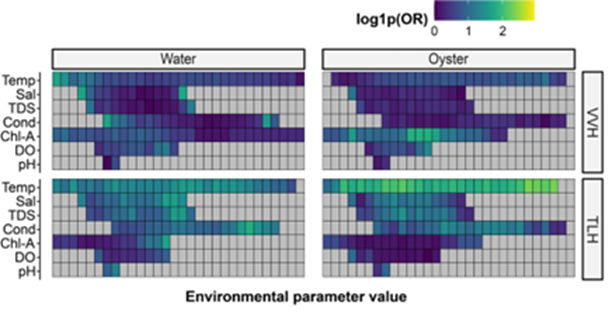 log1p(OR)
0 1 2
Water Oyster
Temp
Sal
TDS
Cond
Chl-A
DO
pH
VVH
Temp
Sal
TDS
Cond
Chl-A
DO
pH
TLH
Environmental parameter value